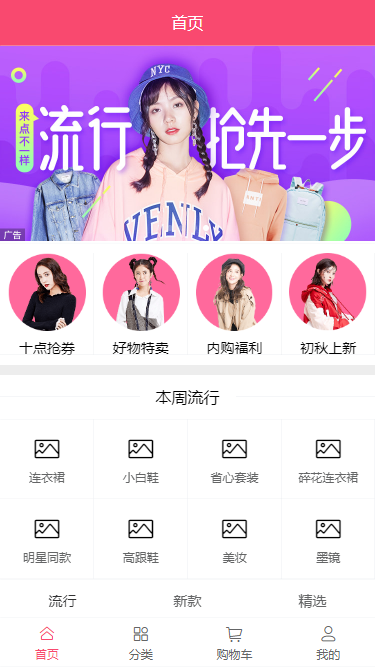 首页
NYC
来点不一样
流行 抢先一步
VENLY
ANTI
广告
十点抢券 好物特卖 内购福利 初秋上新
本周流行
连衣裙 小白鞋 省心套装 碎花连衣裙
明星同款 高跟鞋 美妆 墨镜
流行 新款 精选
首页 分类 购物车 我的